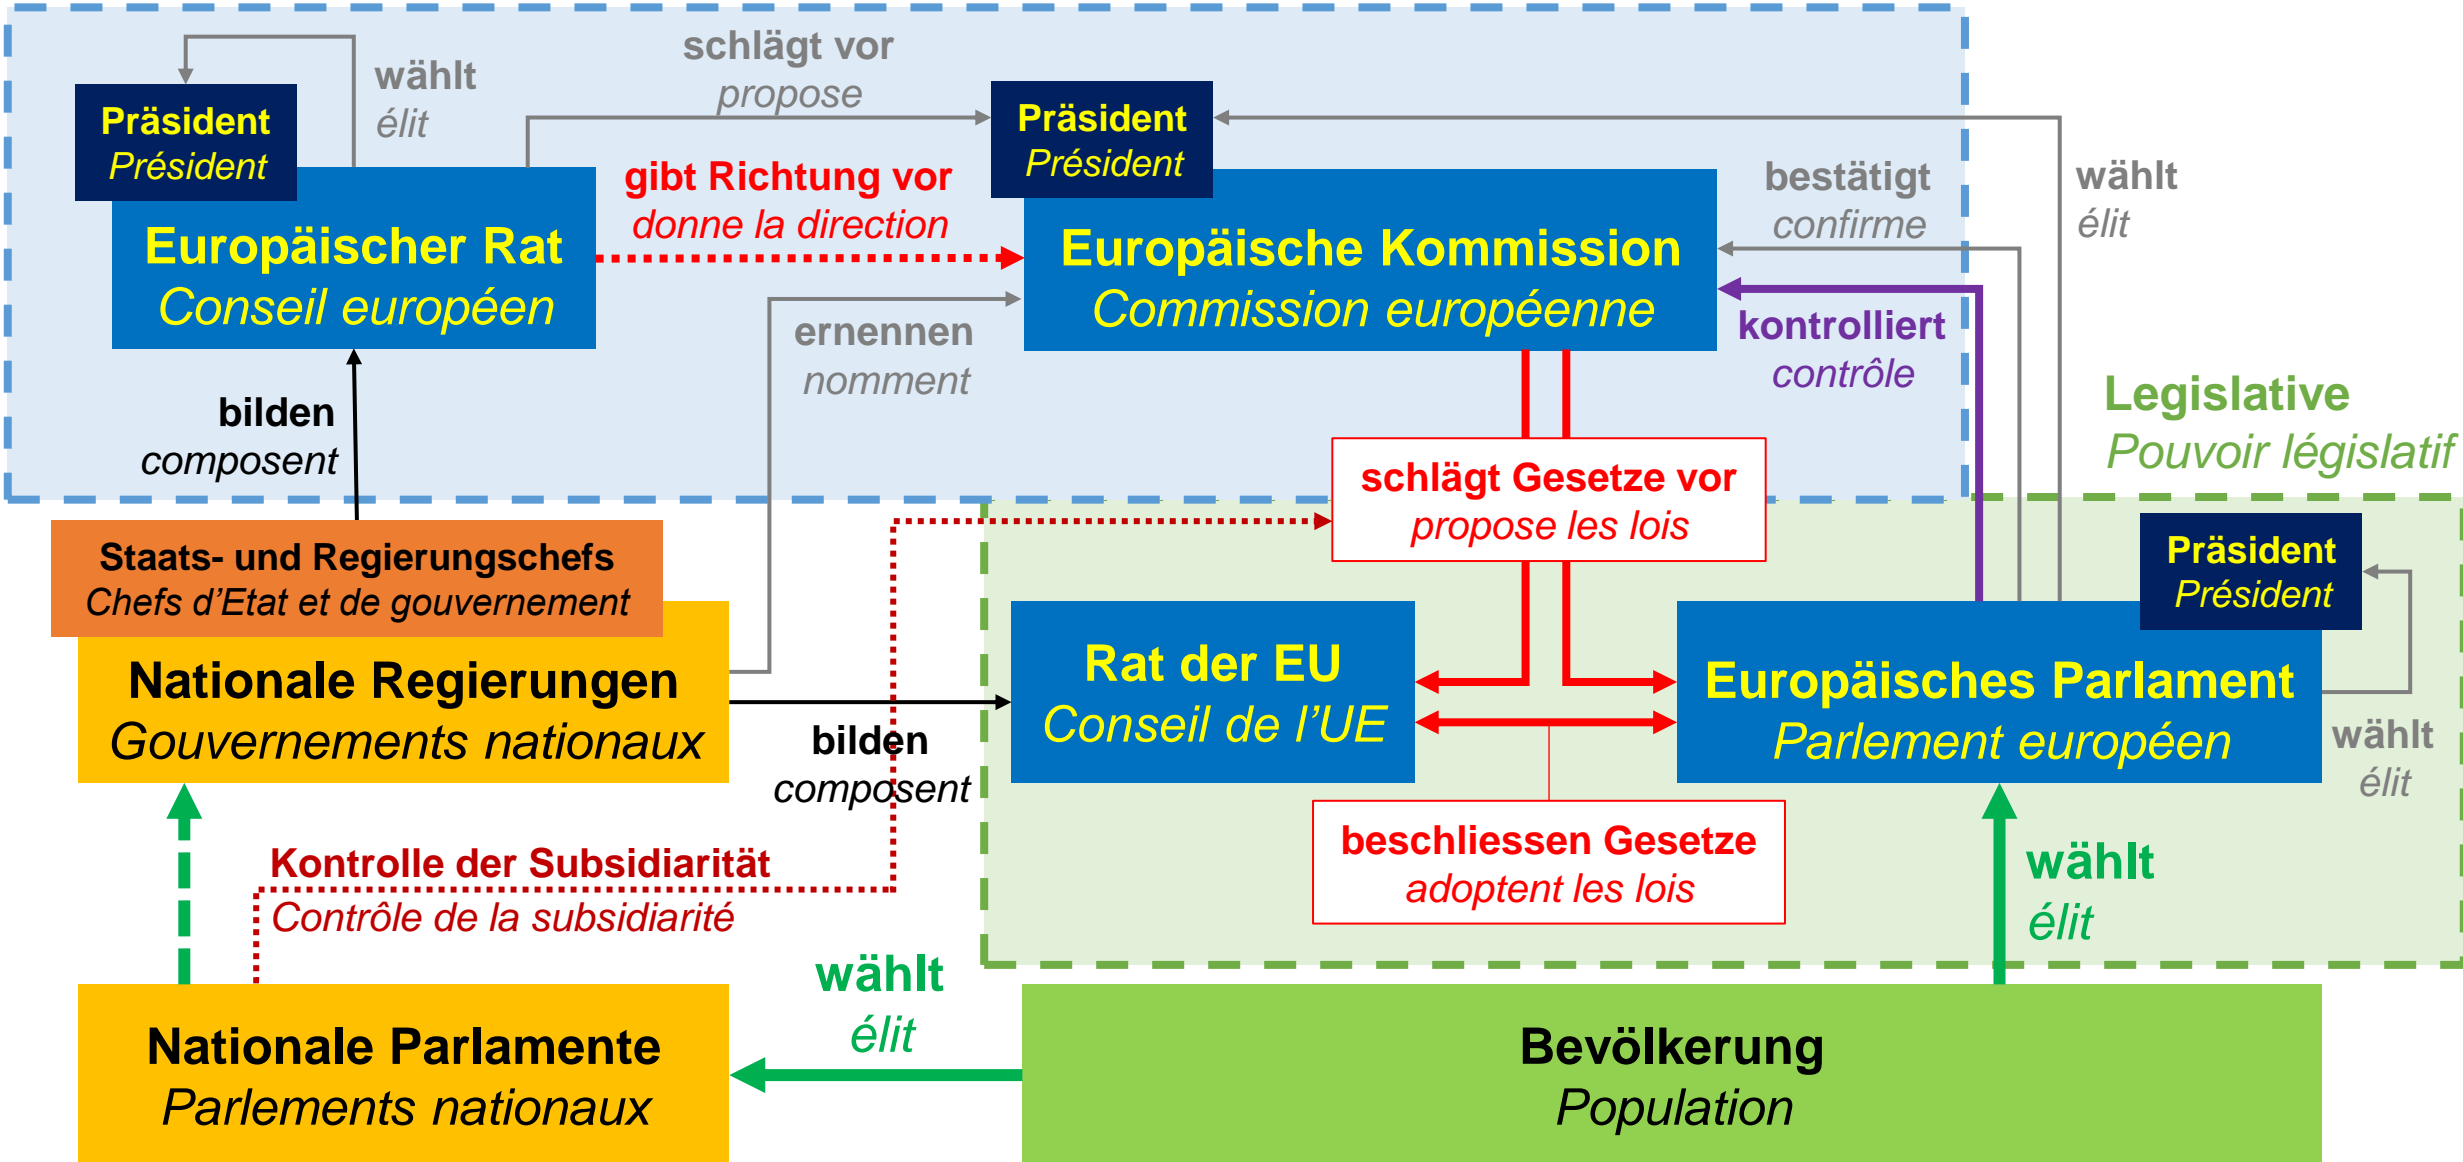 wählt
élit
schlägt vor
propose
Präsident
Président
Präsident
Président
gibt Richtung vor
donne la direction
bestätigt
confirme
wählt
élit
Europäischer Rat
Conseil européen
Europäische Kommission
Commission européenne
ernennen
nomment
kontrolliert
contrôle
bilden
composent
Legislative
Pouvoir législatif
schlägt Gesetze vor
propose les lois
Staats- und Regierungschefs
Chefs d’Etat et de gouvernement
Präsident
Président
Nationale Regierungen
Gouvernements nationaux
Rat der EU
Conseil de l’UE
Europäisches Parlament
Parlement européen
bilden
composent
wählt
élit
beschliessen Gesetze
adoptent les lois
Kontrolle der Subsidiarität
Contrôle de la subsidiarité
wählt
élit
wählt
élit
Nationale Parlamente
Parlements nationaux
Bevölkerung
Population